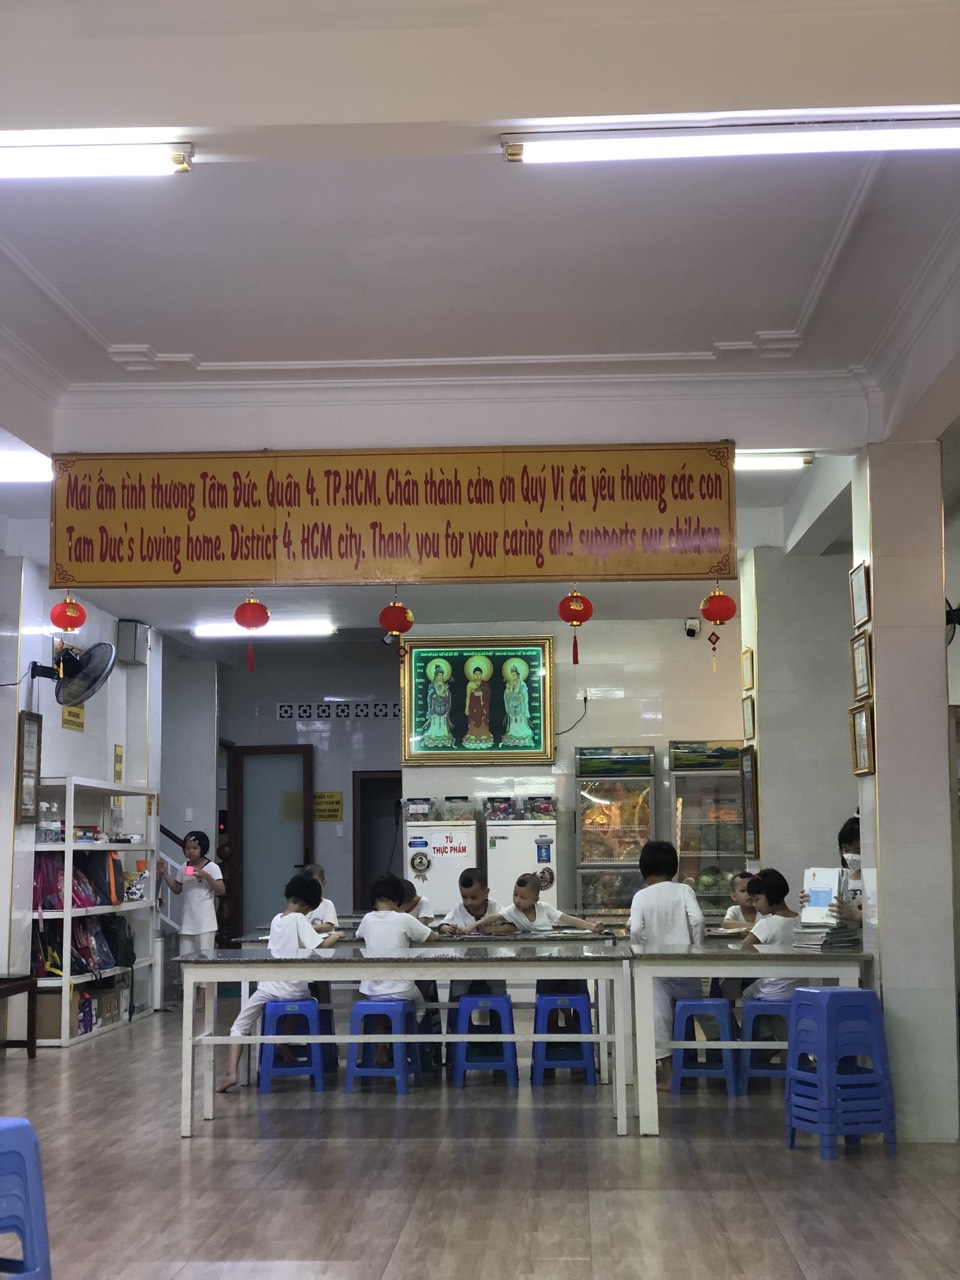 Mái ấm tình thương Tâm Đức. Quận 4. TP.HCM. Chân thành cảm ơn Quý Vị đã yêu thương các con
Tam Duc's Loving home. District 4, HCM city. Thank you for your caring and supports our children
TỦ
THỰC PHẨM